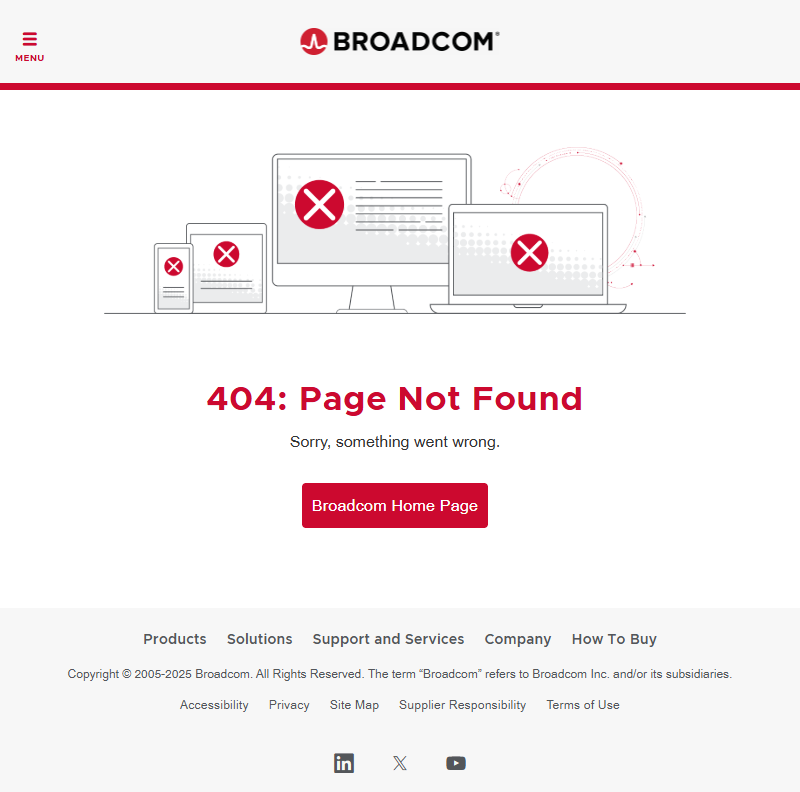 MENU
BROADCOM®
404: Page Not Found
Sorry, something went wrong.
Broadcom Home Page
Products Solutions Support and Services Company How To Buy
Copyright © 2005-2025 Broadcom. All Rights Reserved. The term “Broadcom” refers to Broadcom Inc. and/or its subsidiaries.
Accessibility Privacy Site Map Supplier Responsibility Terms of Use